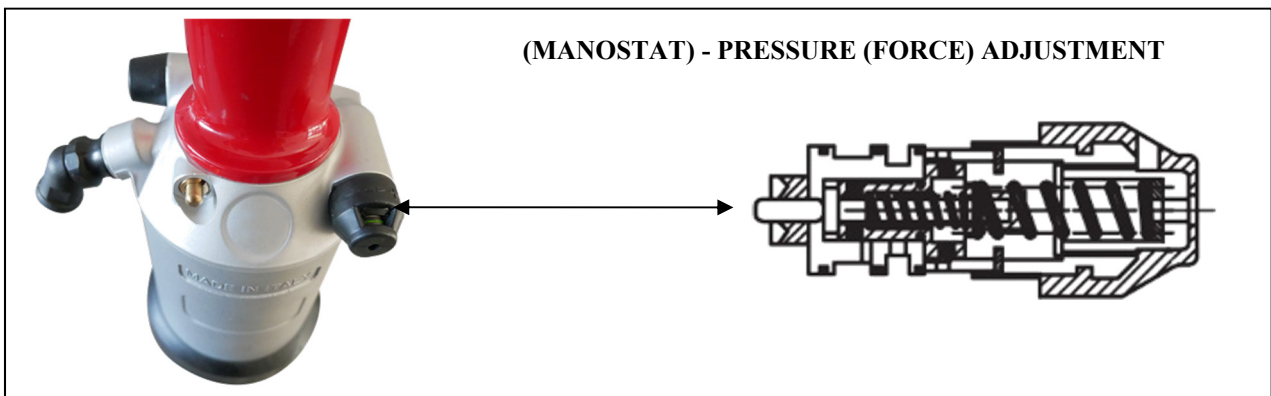 (MANOSTAT) - PRESSURE (FORCE) ADJUSTMENT
MADE IN ITALY